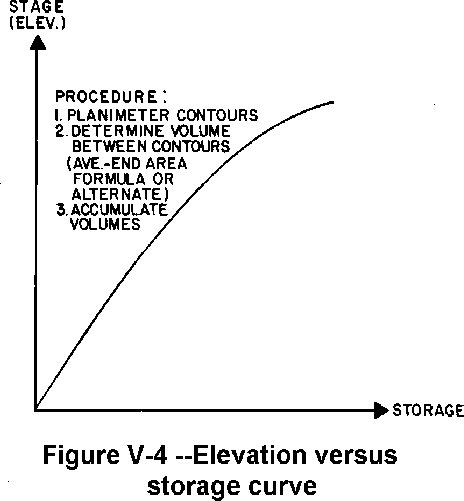 STAGE
(ELEV.)
PROCEDURE:
1. PLANIMETER CONTOURS
2. DETERMINE VOLUME
BETWEEN CONTOURS
(AVE.-END AREA
FORMULA OR
ALTERNATE)
3. ACCUMULATE
VOLUMES
STORAGE
Figure V-4 --Elevation versus
storage curve